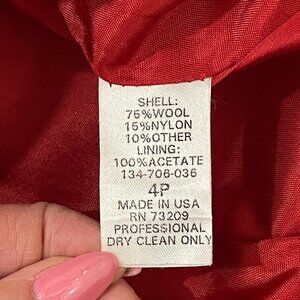 SHELL:
75%WOOL
15%NYLON
10%OTHER
LINING:
100%ACETATE
134-706-036
4P
MADE IN USA
RN 73209
PROFESSIONAL
DRY CLEAN ONLY